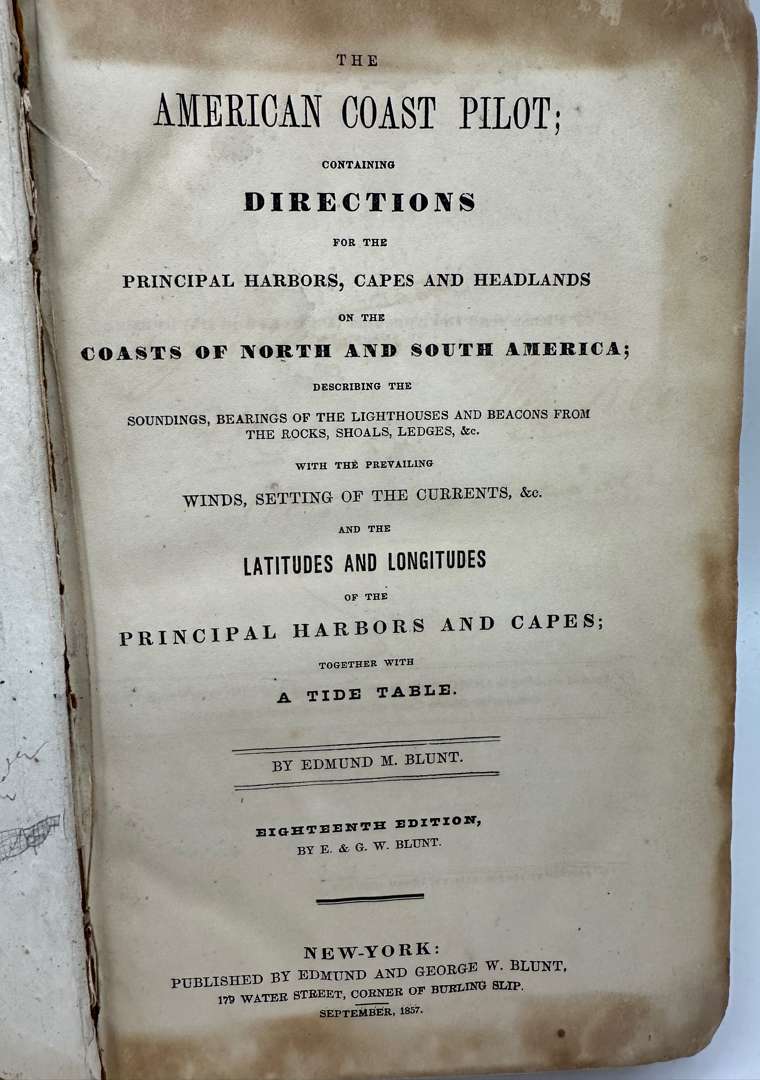 THE
AMERICAN COAST PILOT;
CONTAINING
DIRECTIONS
FOR THE
PRINCIPAL HARBORS, CAPES AND HEADLANDS
ON THE
COASTS OF NORTH AND SOUTH AMERICA;
DESCRIBING THE
SOUNDINGS, BEARINGS OF THE LIGHTHOUSES AND BEACONS FROM
THE ROCKS, SHOALS, LEDGES, &c.
WITH THE PREVAILING
WINDS, SETTING OF THE CURRENTS, &c.
AND THE
LATITUDES AND LONGITUDES
OF THE
PRINCIPAL HARBORS AND CAPES;
TOGETHER WITH
A TIDE TABLE.
BY EDMUND M. BLUNT.
EIGHTEENTH EDITION,
BY E. & G. W. BLUNT.
NEW-YORK:
PUBLISHED BY EDMUND AND GEORGE W. BLUNT,
179 WATER STREET, CORNER OF BURLING SLIP.
SEPTEMBER, 1857.